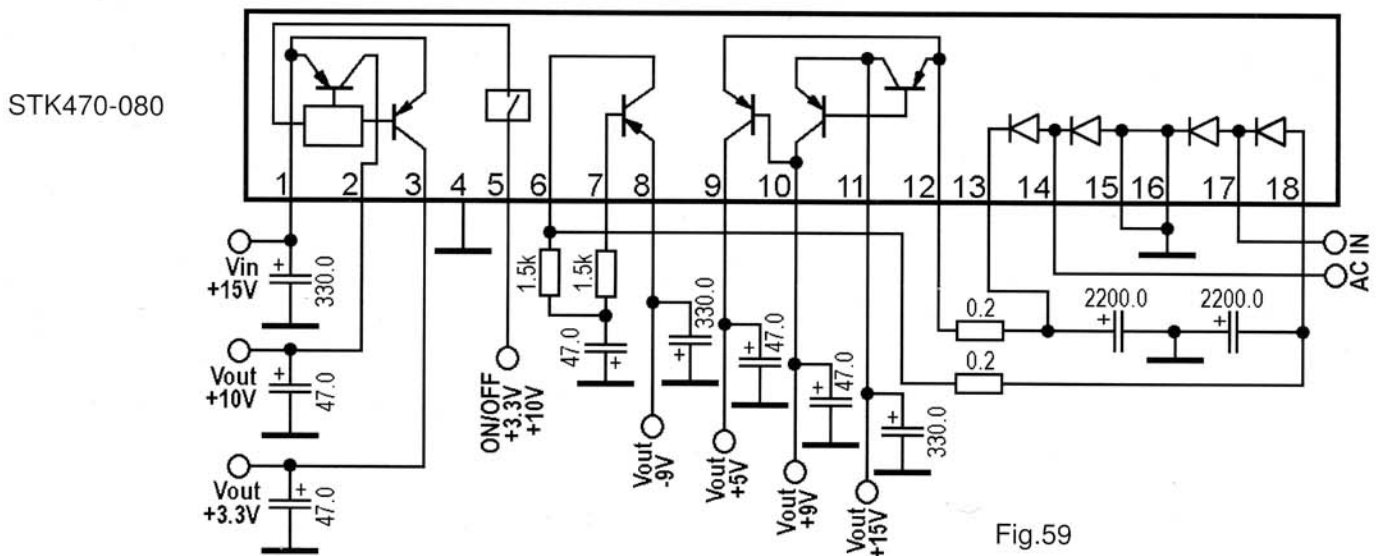 STK470-080
1 2 3 4 5 6 7 8 9 10 11 12 13 14 15 16 17 18
Vin
+15V
330.0
Vout
+10V
47.0
Vout
+3.3V
47.0
ON/OFF
+3.3V
+10V
1.5k
1.5k
47.0
330.0
Vout
-9V
47.0
Vout
+5V
47.0
Vout
+9V
330.0
Vout
+15V
0.2
0.2
2200.0
2200.0
AC IN
Fig.59